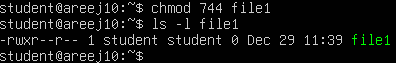 student@areej10:~$ chmod 744 file1
student@areej10:~$ ls -l file1
-rwxr--r-- 1 student student 0 Dec 29 11:39 file1
student@areej10:~$